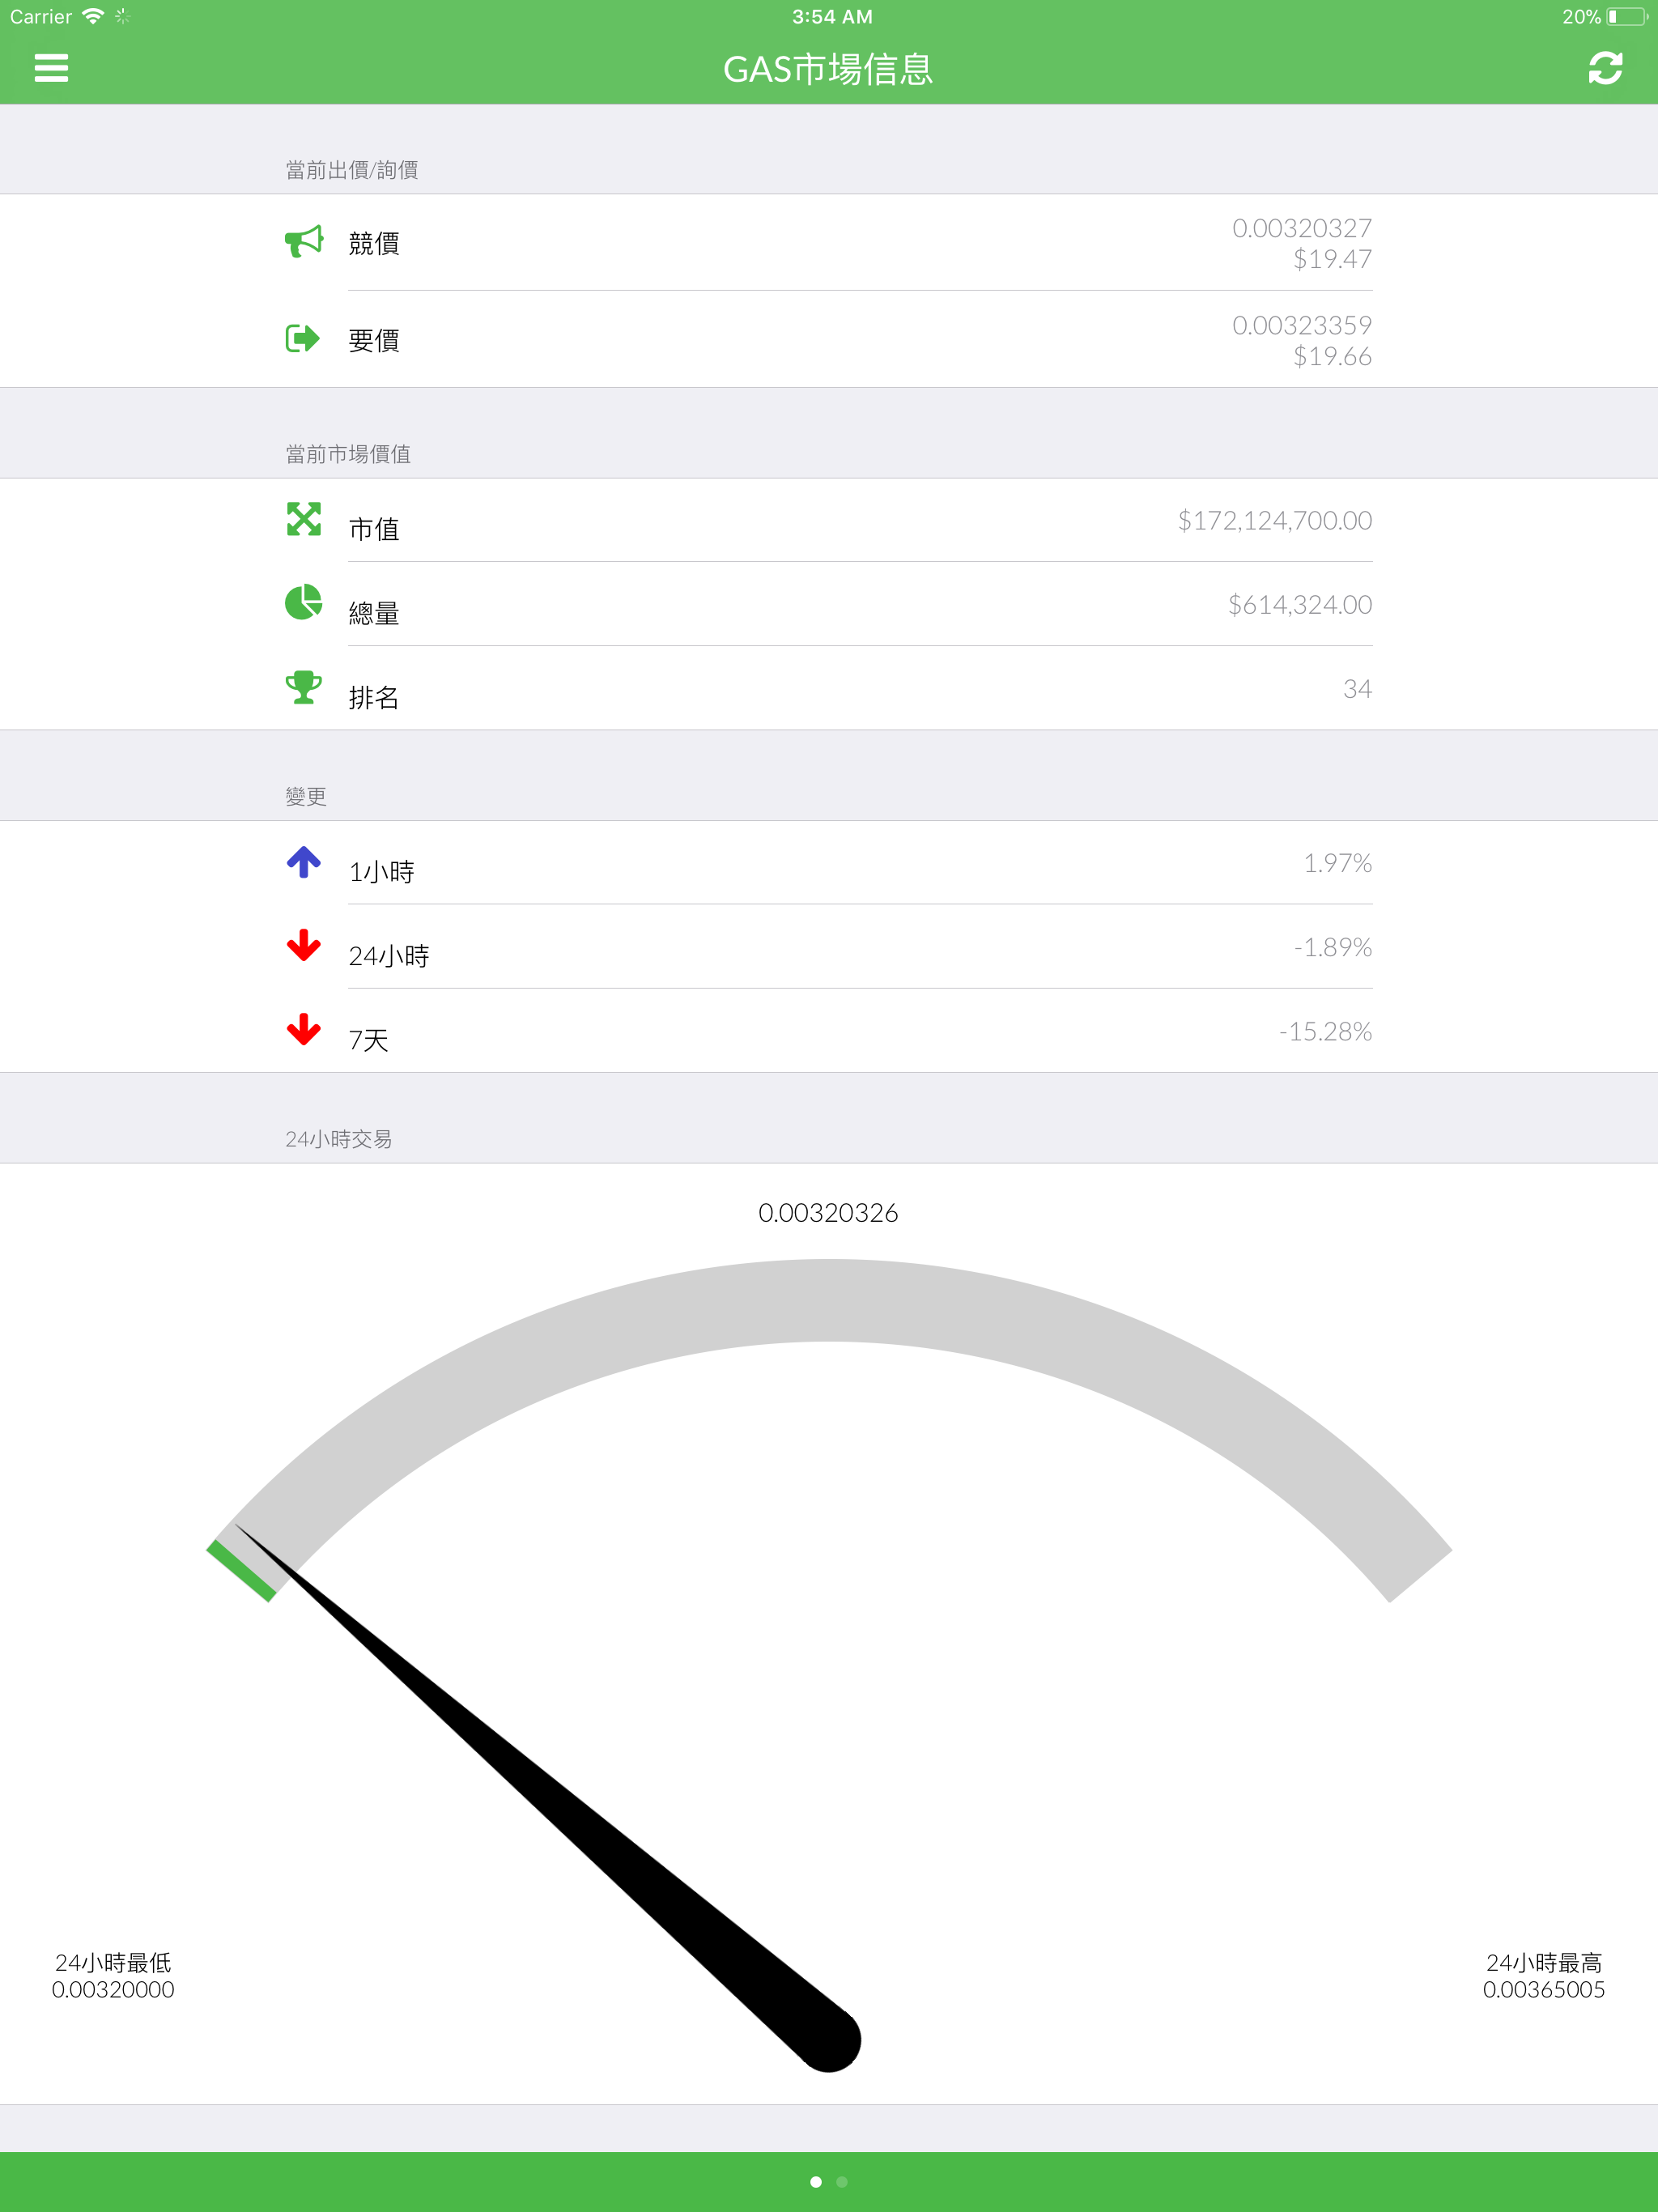 Carrier 3:54 AM 20%
GAS市場信息
當前出價/詢價
競價 0.00320327
$19.47
要價 0.00323359
$19.66
當前市場價值
市值 $172,124,700.00
總量 $614,324.00
排名 34
變更
1小時 1.97%
24小時 -1.89%
7天 -15.28%
24小時交易
0.00320326
24小時最低
0.00320000
24小時最高
0.00365005